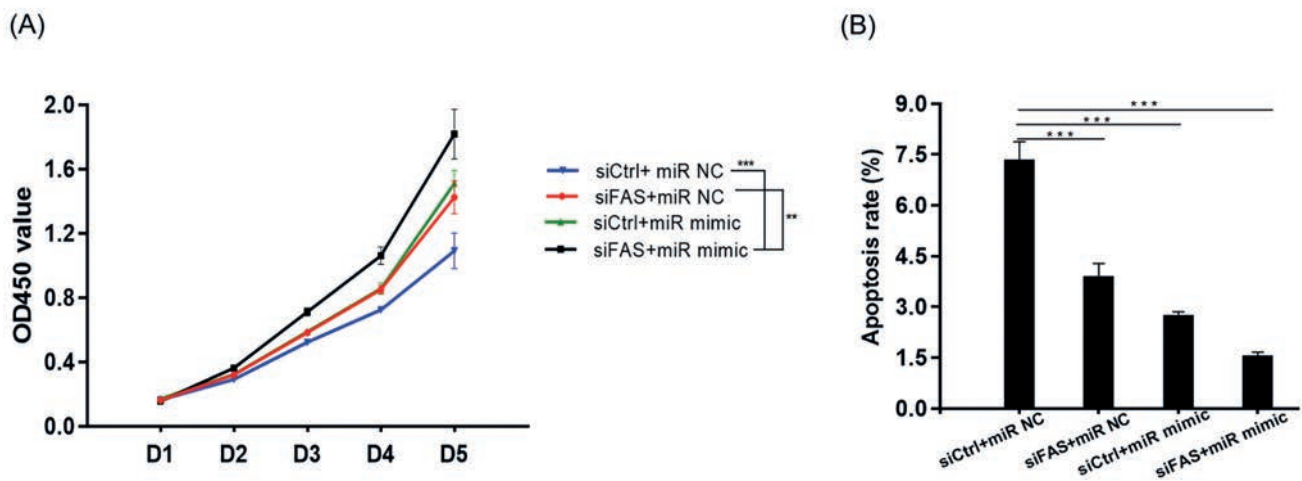 (A)
(B)
2.0
1.6
1.2
0.8
0.4
0.0
OD450 value
D1 D2 D3 D4 D5
siCtrl+ miR NC
siFAS+miR NC
siCtrl+miR mimic
siFAS+miR mimic
***
**
9.0
7.5
6.0
4.5
3.0
1.5
0.0
Apoptosis rate (%)
***
***
***
siCtrl+miR NC
siFAS+miR NC
siCtrl+miR mimic
siFAS+miR mimic